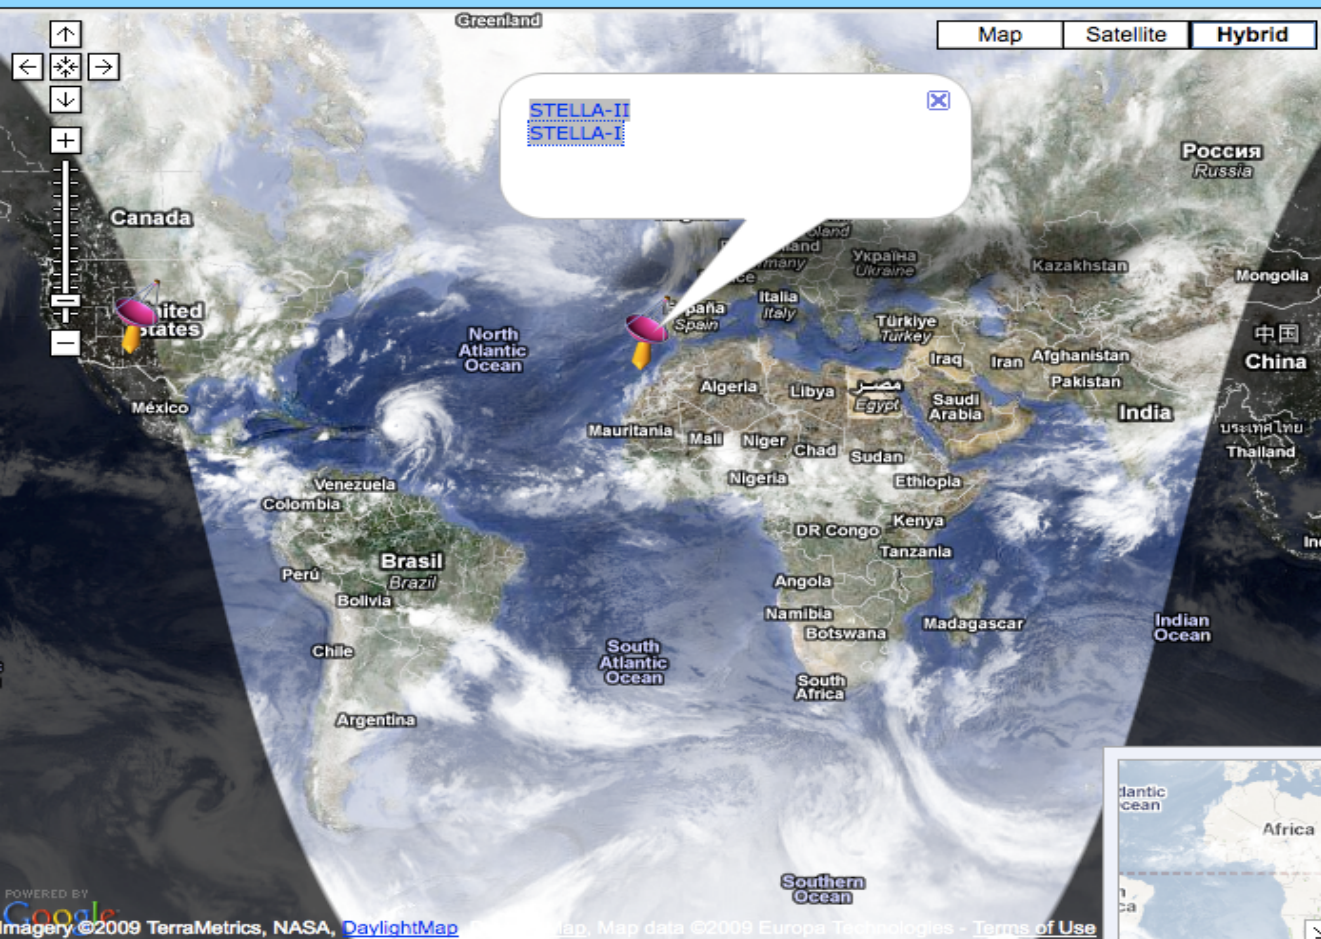 Greenland
Map
Satellite
Hybrid
STELLA-II
STELLA-I
Россия
Russia
Canada
Україна
Ukraine
Kazakhstan
Mongolia
United
States
España
Spain
Italia
Italy
Türkiye
Turkey
中国
China
North
Atlantic
Ocean
Iraq
Iran
Afghanistan
Pakistan
Algeria
Libya
مصر
Egypt
Saudi
Arabia
India
México
Mauritania
Mali
Niger
Chad
Sudan
ประเทศไทย
Thailand
Venezuela
Colombia
Nigeria
Ethiopia
DR Congo
Kenya
Tanzania
Brasil
Brazil
Perú
Bolivia
Angola
Namibia
Botswana
Madagascar
Indian
Ocean
Chile
South
Atlantic
Ocean
South
Africa
Argentina
Africa
Southern
Ocean
POWERED BY
Google
Imagery ©2009 TerraMetrics, NASA, DaylightMap
Map data ©2009 Europa Technologies - Terms of Use